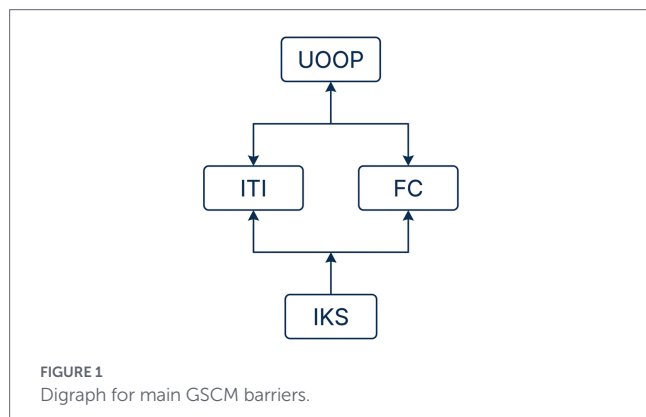 UOOP
ITI
FC
IKS
FIGURE 1
Digraph for main GSCM barriers.